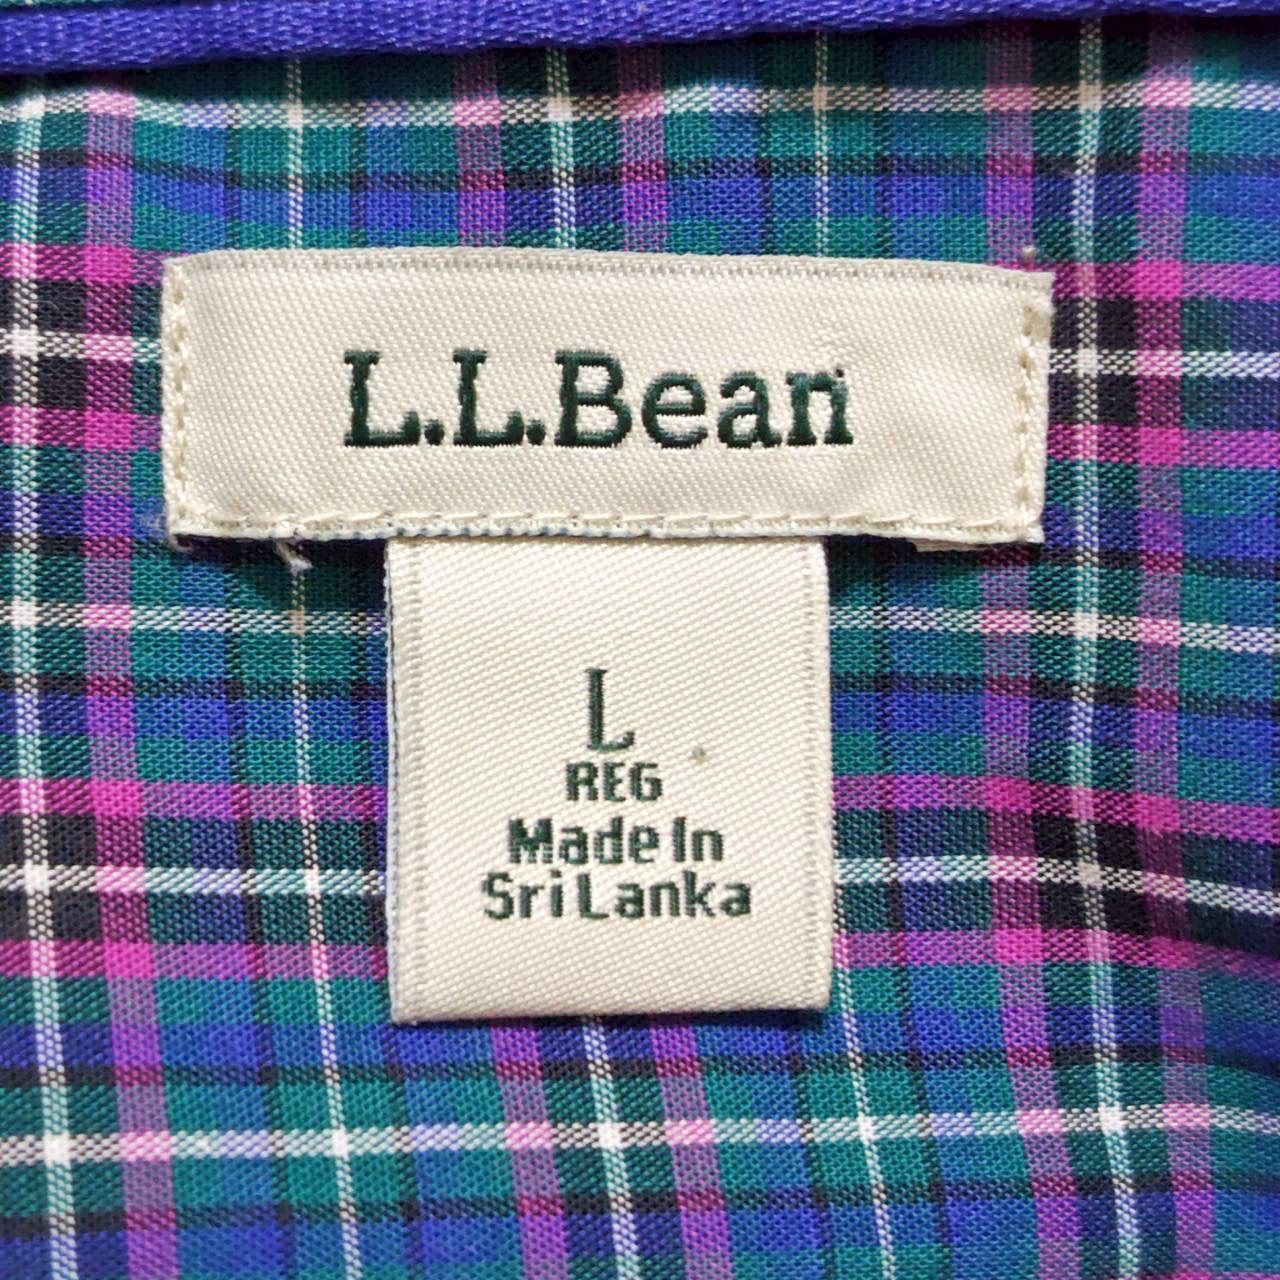 L.L.Bean
L
REG
Made In
Sri Lanka